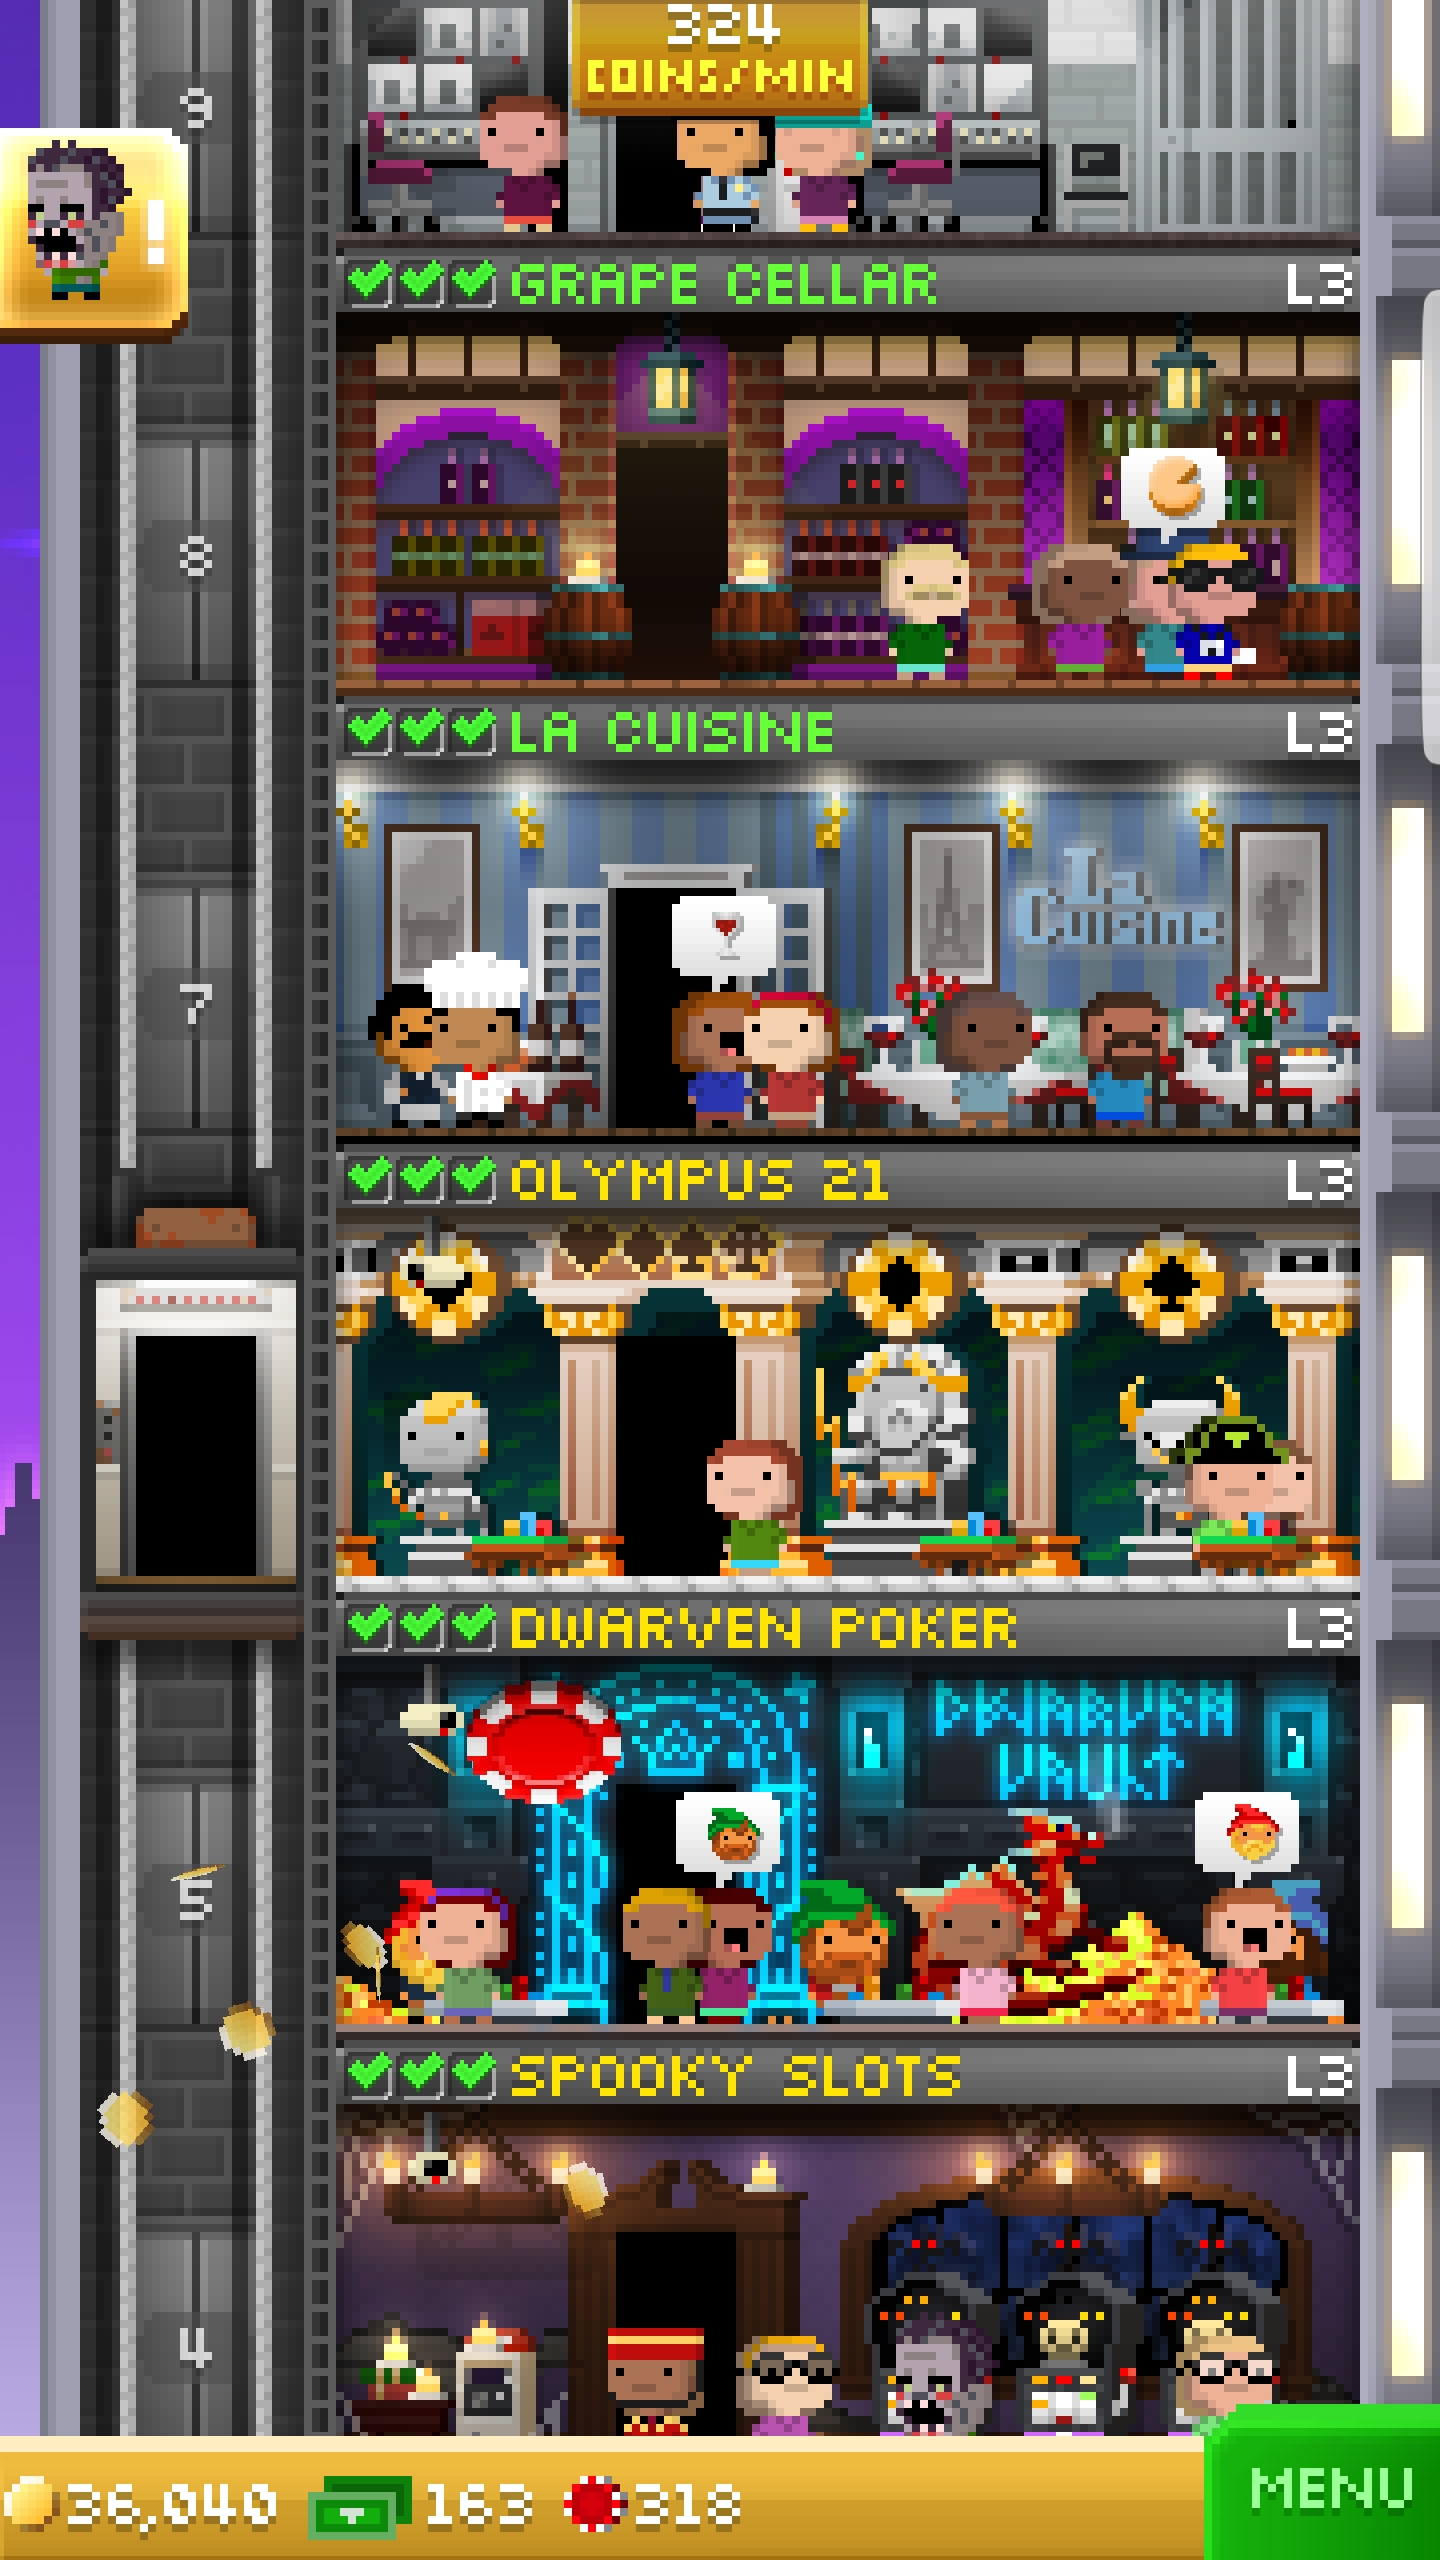 324
COINS/MIN
9
!
GRAPE CELLAR
L3
8
LA CUISINE
L3
La
Cuisine
7
OLYMPUS 21
L3
DWARVEN POKER
L3
DWARVEN
VAULT
5
SPOOKY SLOTS
L3
4
36,040
163
318
MENU